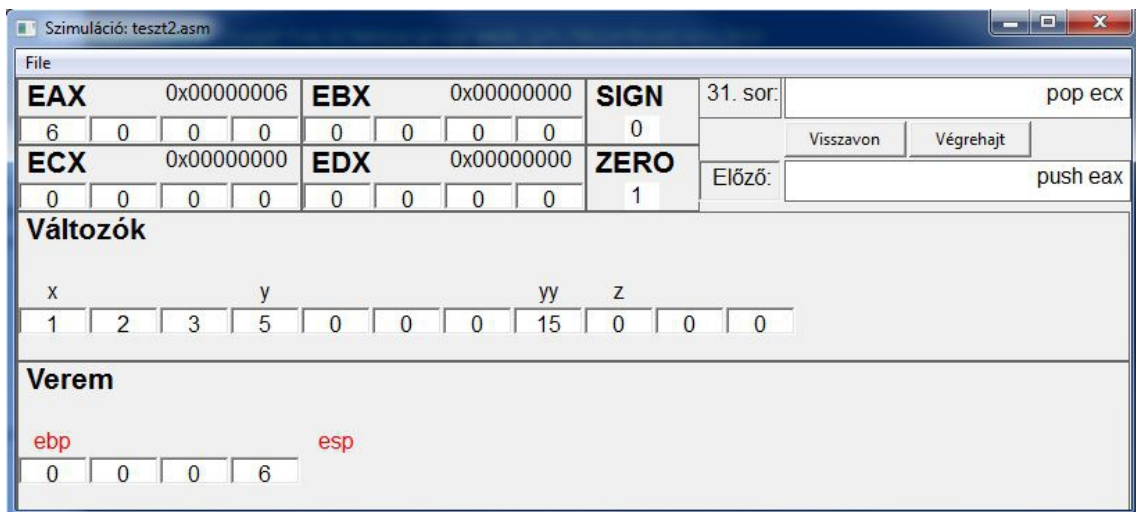 Szimuláció: teszt2.asm
File
EAX 0x00000006 EBX 0x00000000 SIGN 31. sor: pop ecx
6 0 0 0 0 0 0 0 0 Visszavon Végrehajt
ECX 0x00000000 EDX 0x00000000 ZERO Előző: push eax
0 0 0 0 0 0 0 0 1
Változók
x y yy z
1 2 3 5 0 0 0 15 0 0 0
Verem
ebp esp
0 0 0 6